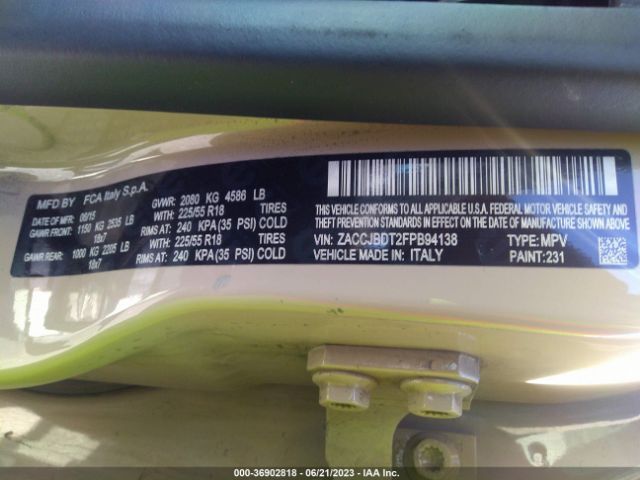 MFD BY FCA Italy S.p.A.
DATE OF MFR 06/15 GVWR: 2080 KG 4586 LB
GAWR FRONT: 1150 KG 2535 LB WITH: 225/55 R18 TIRES
18x7 RIMS AT: 240 KPA(35 PSI) COLD
GAWR REAR: 1000 KG 2205 LB WITH: 225/55 R18 TIRES
18x7 RIMS AT: 240 KPA(35 PSI) COLD
THIS VEHICLE CONFORMS TO ALL APPLICABLE U.S.A. FEDERAL
MOTOR VEHICLE SAFETY, BUMPER AND
THEFT PREVENTION STANDARDS IN EFFECT ON THE DATE OF MANUFACTURE SHOWN ABOVE
VIN: ZACCJBDT2FPB94138 TYPE: MPV
VEHICLE MADE IN: ITALY PAINT:231
000-36902818 - 06/21/2023 - IAA Inc.